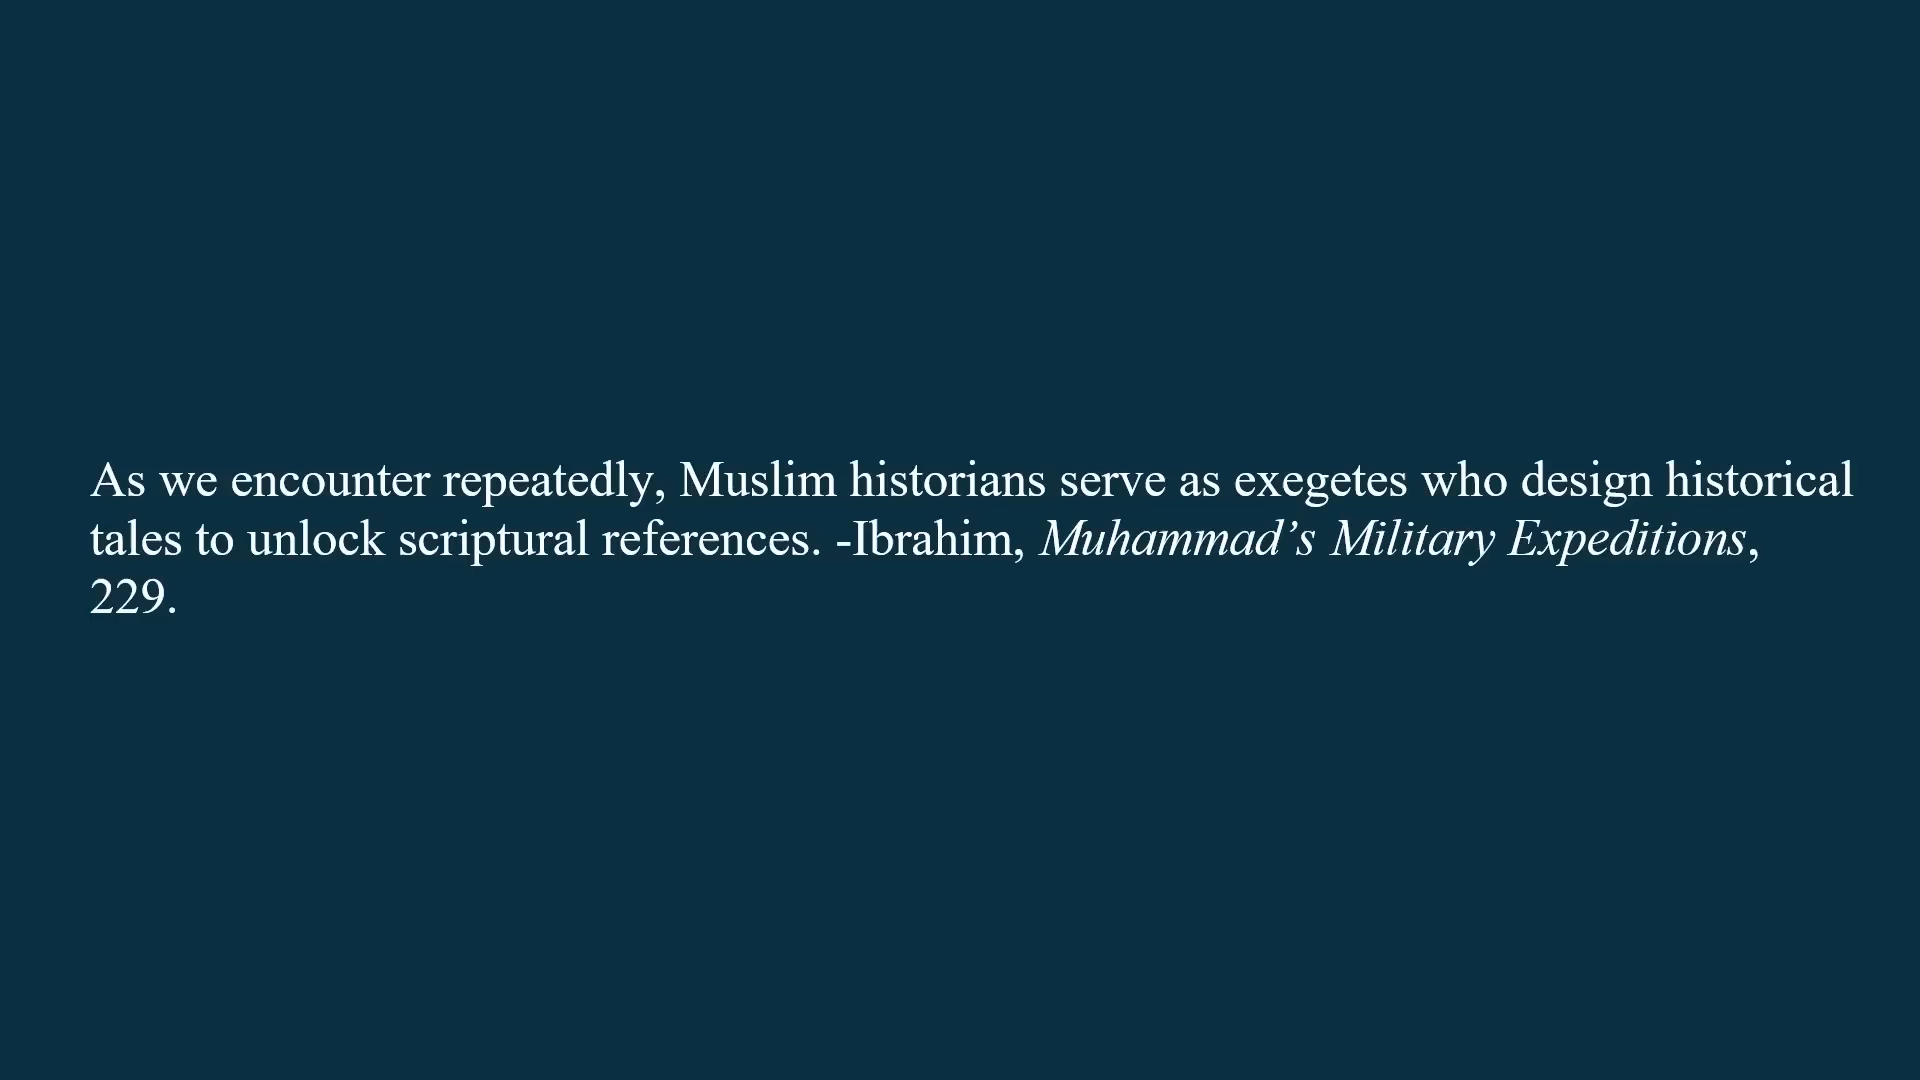 As we encounter repeatedly, Muslim historians serve as exegetes who design historical
tales to unlock scriptural references. -Ibrahim, Muhammad’s Military Expeditions,
229.